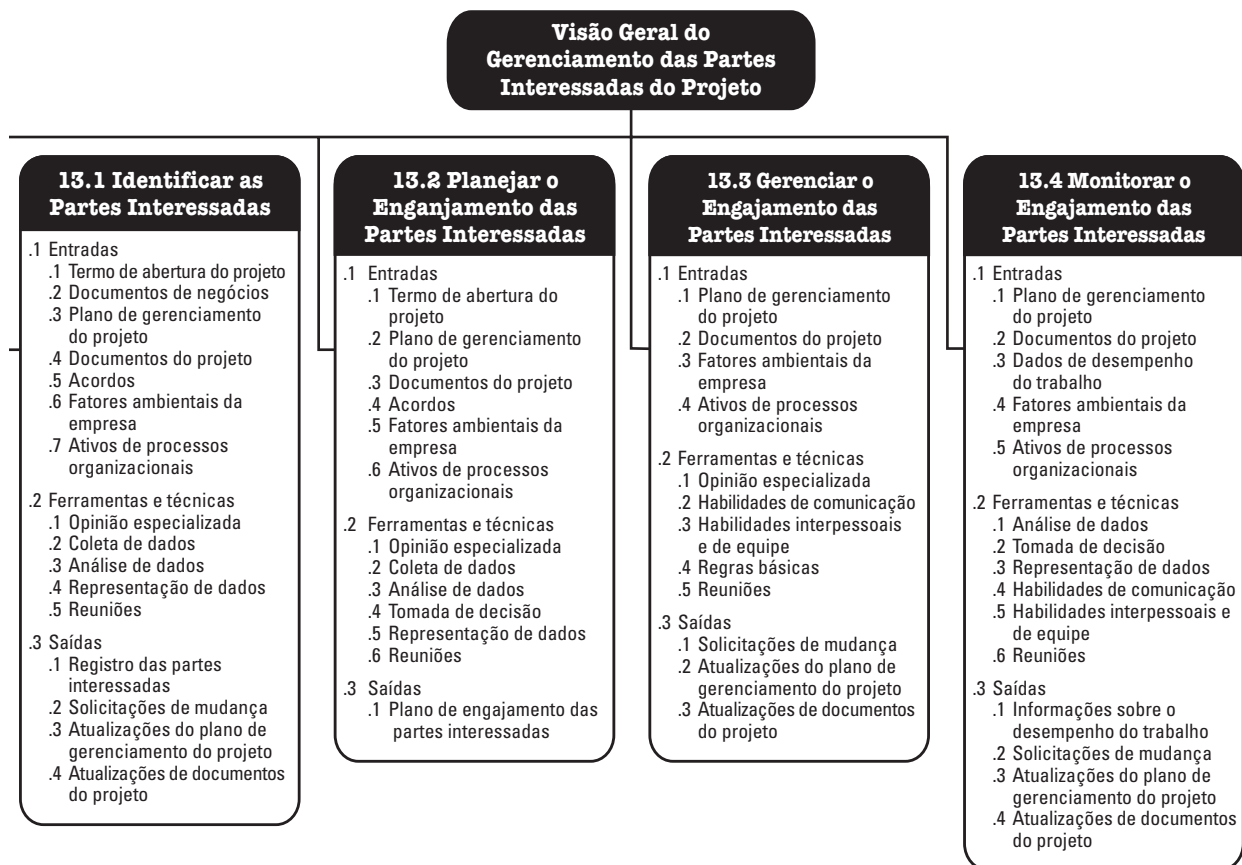 Visão Geral do
Gerenciamento das Partes
Interessadas do Projeto
13.1 Identificar as
Partes Interessadas
.1 Entradas
.1 Termo de abertura do projeto
.2 Documentos de negócios
.3 Plano de gerenciamento
do projeto
.4 Documentos do projeto
.5 Acordos
.6 Fatores ambientais da
empresa
.7 Ativos de processos
organizacionais
.2 Ferramentas e técnicas
.1 Opinião especializada
.2 Coleta de dados
.3 Análise de dados
.4 Representação de dados
.5 Reuniões
.3 Saídas
.1 Registro das partes
interessadas
.2 Solicitações de mudança
.3 Atualizações do plano de
gerenciamento do projeto
.4 Atualizações de documentos
do projeto
13.2 Planejar o
Enganjamento das
Partes Interessadas
.1 Entradas
.1 Termo de abertura do
projeto
.2 Plano de gerenciamento
do projeto
.3 Documentos do projeto
.4 Acordos
.5 Fatores ambientais da
empresa
.6 Ativos de processos
organizacionais
.2 Ferramentas e técnicas
.1 Opinião especializada
.2 Coleta de dados
.3 Análise de dados
.4 Tomada de decisão
.5 Representação de dados
.6 Reuniões
.3 Saídas
.1 Plano de engajamento das
partes interessadas
13.3 Gerenciar o
Engajamento das
Partes Interessadas
.1 Entradas
.1 Plano de gerenciamento
do projeto
.2 Documentos do projeto
.3 Fatores ambientais da
empresa
.4 Ativos de processos
organizacionais
.2 Ferramentas e técnicas
.1 Opinião especializada
.2 Habilidades de comunicação
.3 Habilidades interpessoais
e de equipe
.4 Regras básicas
.5 Reuniões
.3 Saídas
.1 Solicitações de mudança
.2 Atualizações do plano de
gerenciamento do projeto
.3 Atualizações de documentos
do projeto
13.4 Monitorar o
Engajamento das
Partes Interessadas
.1 Entradas
.1 Plano de gerenciamento
do projeto
.2 Documentos do projeto
.3 Dados de desempenho
do trabalho
.4 Fatores ambientais da
empresa
.5 Ativos de processos
organizacionais
.2 Ferramentas e técnicas
.1 Análise de dados
.2 Tomada de decisão
.3 Representação de dados
.4 Habilidades de comunicação
.5 Habilidades interpessoais e
de equipe
.6 Reuniões
.3 Saídas
.1 Informações sobre o
desempenho do trabalho
.2 Solicitações de mudança
.3 Atualizações do plano de
gerenciamento do projeto
.4 Atualizações de documentos
do projeto